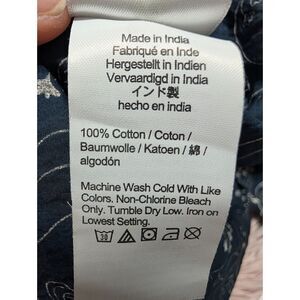 Made in India
Fabriqué en Inde
Hergestellt in Indien
Vervaardigd in India
インド製
hecho en india
100% Cotton / Coton /
Baumwolle / Katoen / 綿 /
algodón
Machine Wash Cold With Like
Colors. Non-Chlorine Bleach
Only. Tumble Dry Low. Iron on
Lowest Setting.